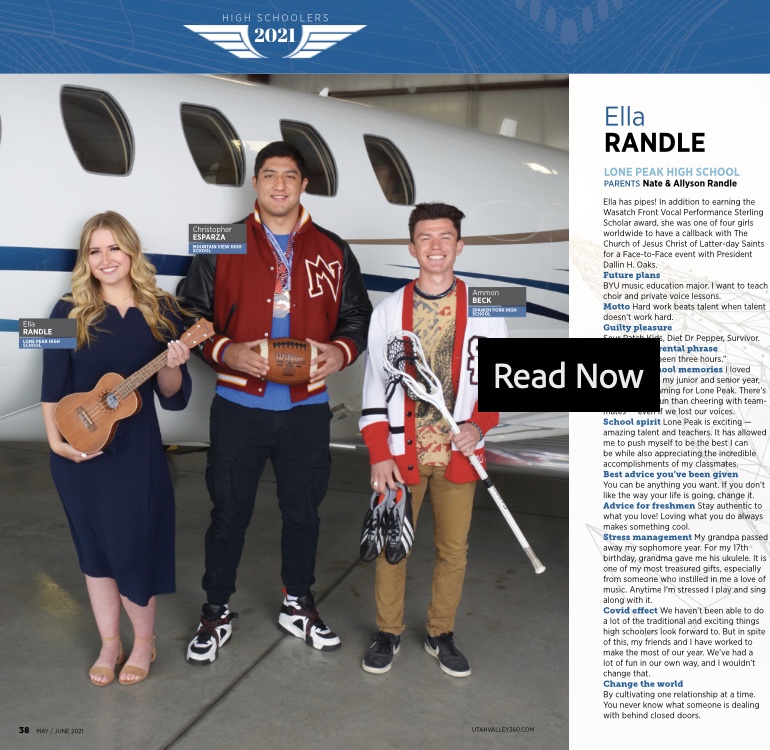 HIGH SCHOOLERS
2021
Christopher
ESPARZA
MOUNTAIN VIEW HIGH
SCHOOL
Ammon
BECK
SPANISH FORK HIGH
SCHOOL
Ella
RANDLE
LONE PEAK HIGH
SCHOOL
Wilson
Read Now
Ella
RANDLE
LONE PEAK HIGH SCHOOL
PARENTS Nate & Allyson Randle
Ella has pipes! In addition to earning the
Wasatch Front Vocal Performance Sterling
Scholar award, she was one of four girls
worldwide to have a callback with The
Church of Jesus Christ of Latter-day Saints
for a Face-to-Face event with President
Dallin H. Oaks.
Future plans
BYU music education major. I want to teach
choir and private voice lessons.
Motto Hard work beats talent when talent
doesn't work hard.
Guilty pleasure
Sour Patch Kids, Diet Dr Pepper, Survivor.
rental phrase
been three hours."
ool memories I loved
my junior and senior year,
ming for Lone Peak. There's
un than cheering with team-
mates — even if we lost our voices.
School spirit Lone Peak is exciting —
amazing talent and teachers. It has allowed
me to push myself to be the best I can
be while also appreciating the incredible
accomplishments of my classmates.
Best advice you've been given
You can be anything you want. If you don't
like the way your life is going, change it.
Advice for freshmen Stay authentic to
what you love! Loving what you do always
makes something cool.
Stress management My grandpa passed
away my sophomore year. For my 17th
birthday, grandma gave me his ukulele. It is
one of my most treasured gifts, especially
from someone who instilled in me a love of
music. Anytime I'm stressed I play and sing
along with it.
Covid effect We haven't been able to do
a lot of the traditional and exciting things
high schoolers look forward to. But in spite
of this, my friends and I have worked to
make the most of our year. We've had a
lot of fun in our own way, and I wouldn't
change that.
Change the world
By cultivating one relationship at a time.
You never know what someone is dealing
with behind closed doors.
38 MAY / JUNE 2021
UTAHVALLEY360.COM